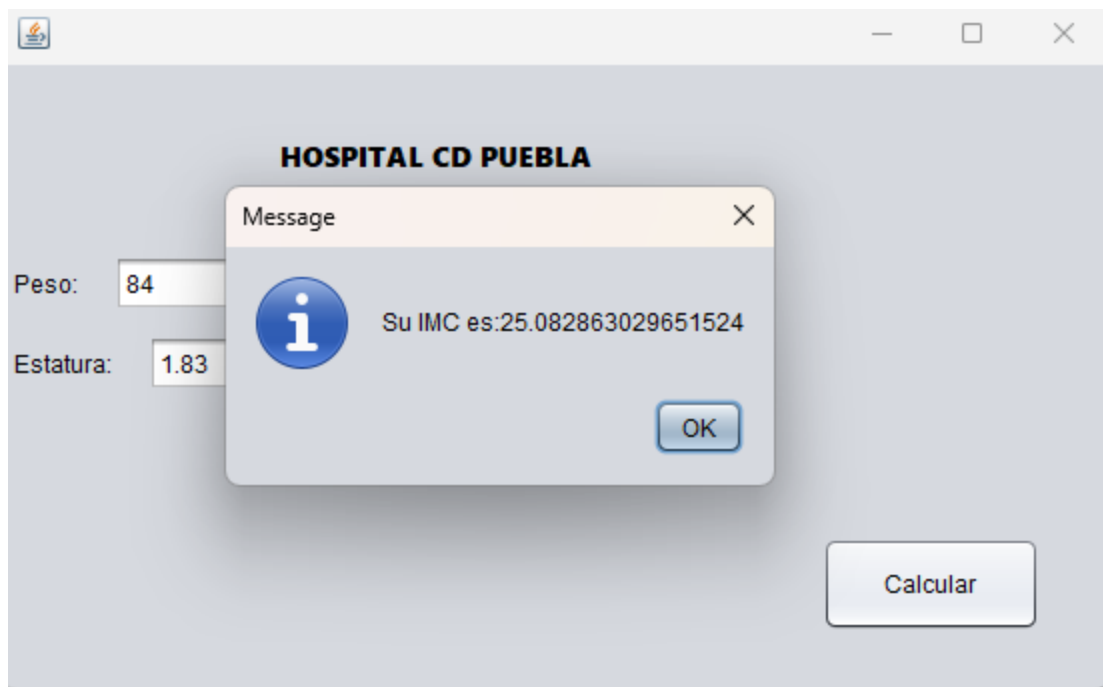 HOSPITAL CD PUEBLA
Message
Peso: 84
Su IMC es:25.082863029651524
Estatura: 1.83
OK
Calcular